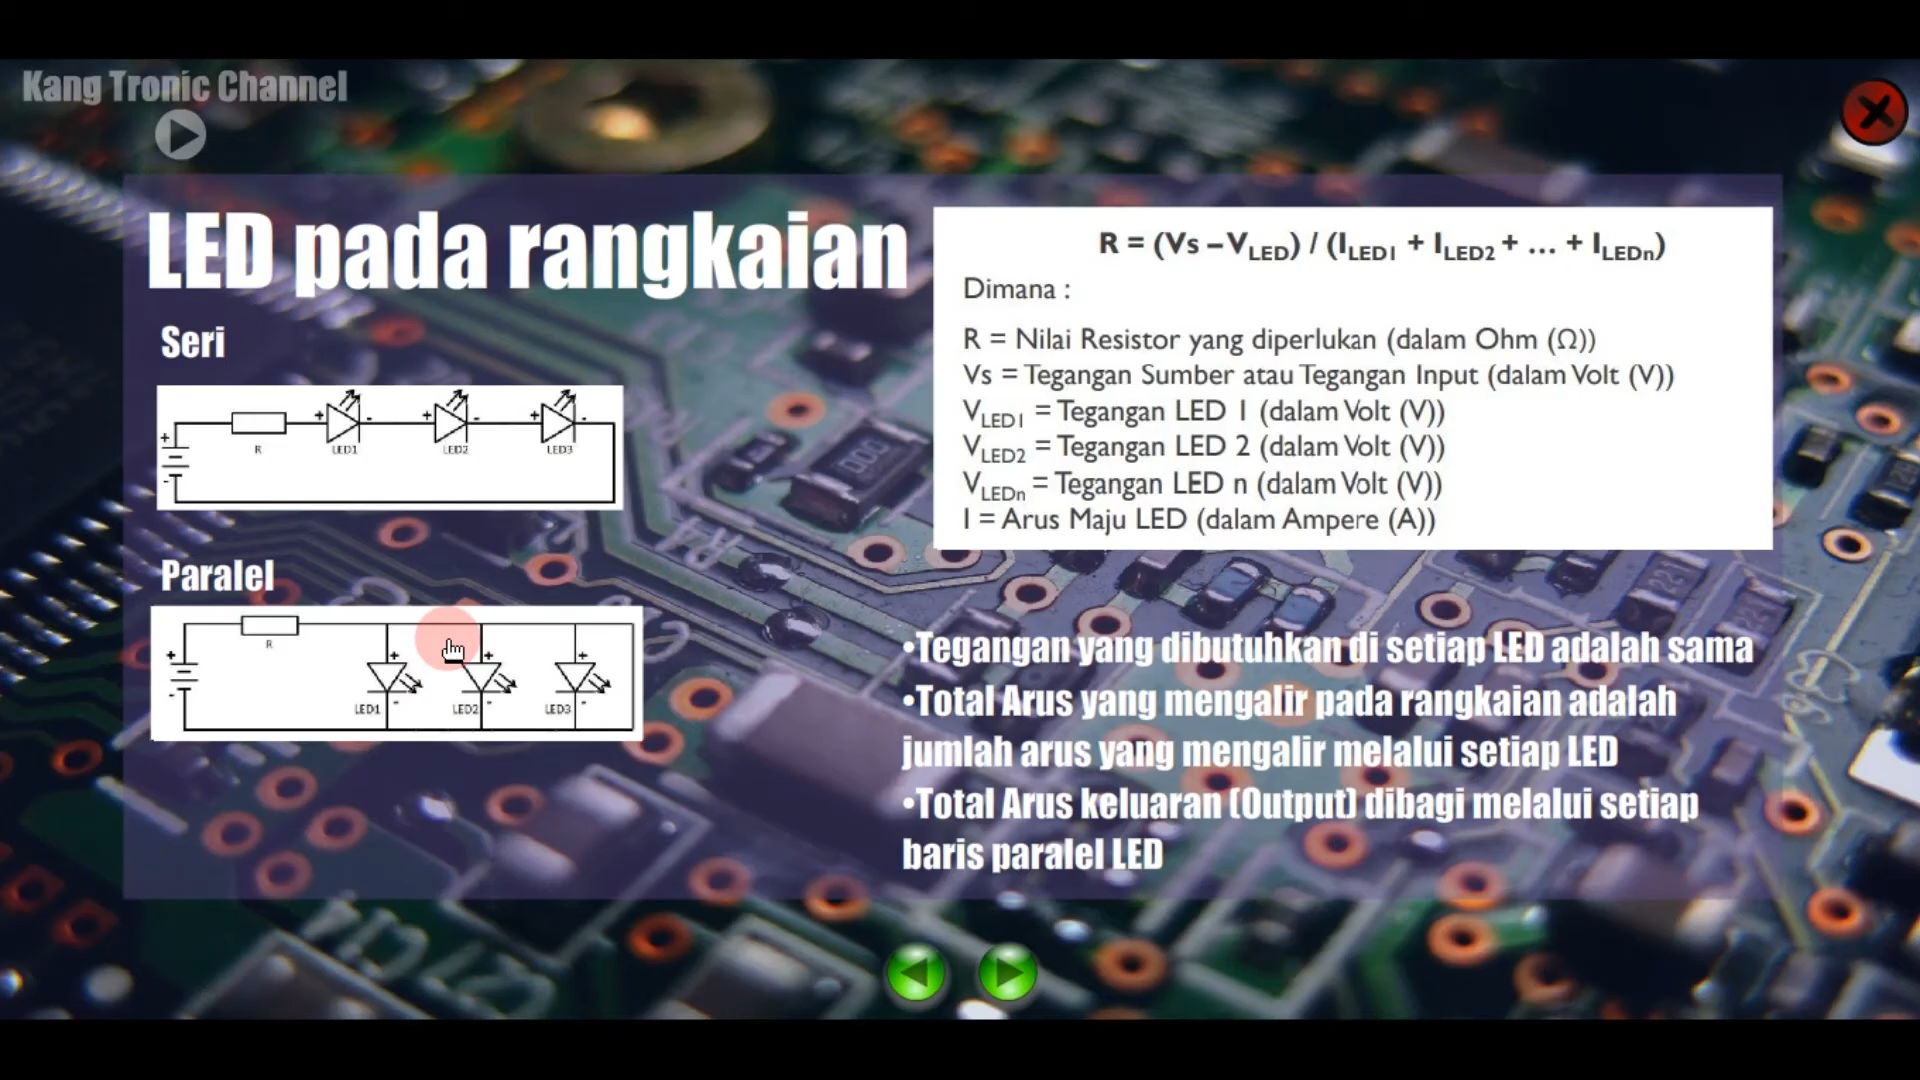 Kang Tronic Channel
LED pada rangkaian
Seri
+
R
+
-
LED1
+
-
LED2
+
-
LED3
-
Paralel
+
R
-
+
-
LED1
+
-
LED2
+
-
LED3
R = (Vs – VLED) / (ILED1 + ILED2 + ... + ILEDn)
Dimana :
R = Nilai Resistor yang diperlukan (dalam Ohm (Ω))
Vs = Tegangan Sumber atau Tegangan Input (dalam Volt (V))
VLED1 = Tegangan LED 1 (dalam Volt (V))
VLED2 = Tegangan LED 2 (dalam Volt (V))
VLEDn = Tegangan LED n (dalam Volt (V))
I = Arus Maju LED (dalam Ampere (A))
•Tegangan yang dibutuhkan di setiap LED adalah sama
•Total Arus yang mengalir pada rangkaian adalah
jumlah arus yang mengalir melalui setiap LED
•Total Arus keluaran (Output) dibagi melalui setiap
baris paralel LED
000
R4
221